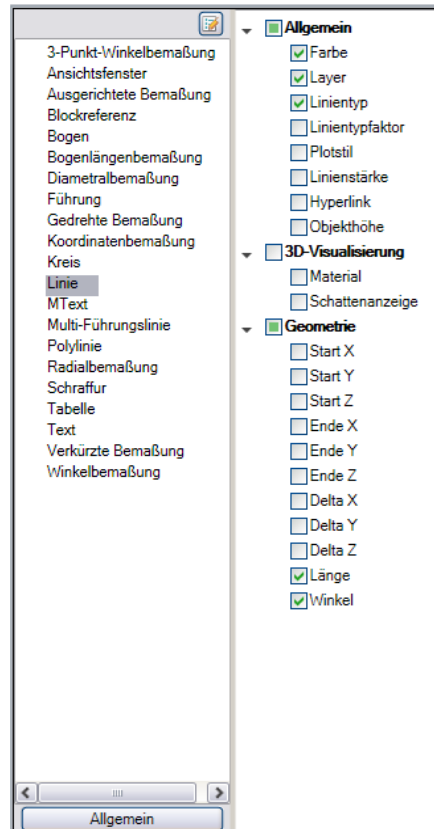 3-Punkt-Winkelbemaßung
Ansichtsfenster
Ausgerichtete Bemaßung
Blockreferenz
Bogen
Bogenlängenbemaßung
Diametralbemaßung
Führung
Gedrehte Bemaßung
Koordinatenbemaßung
Kreis
Linie
MText
Multi-Führungslinie
Polylinie
Radialbemaßung
Schraffur
Tabelle
Text
Verkürzte Bemaßung
Winkelbemaßung
Allgemein
Allgemein
Farbe
Layer
Linientyp
Linientypfaktor
Plotstil
Linienstärke
Hyperlink
Objekthöhe
3D-Visualisierung
Material
Schattenanzeige
Geometrie
Start X
Start Y
Start Z
Ende X
Ende Y
Ende Z
Delta X
Delta Y
Delta Z
Länge
Winkel